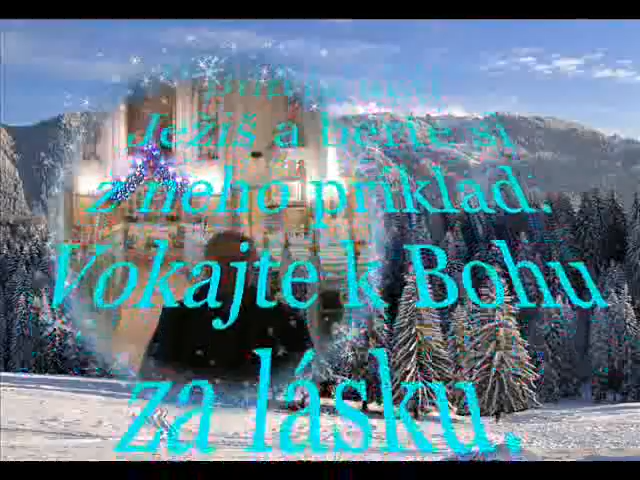 Ježiš a berte si
z neho príklad.
Vokajte k Bohu
za lásku.